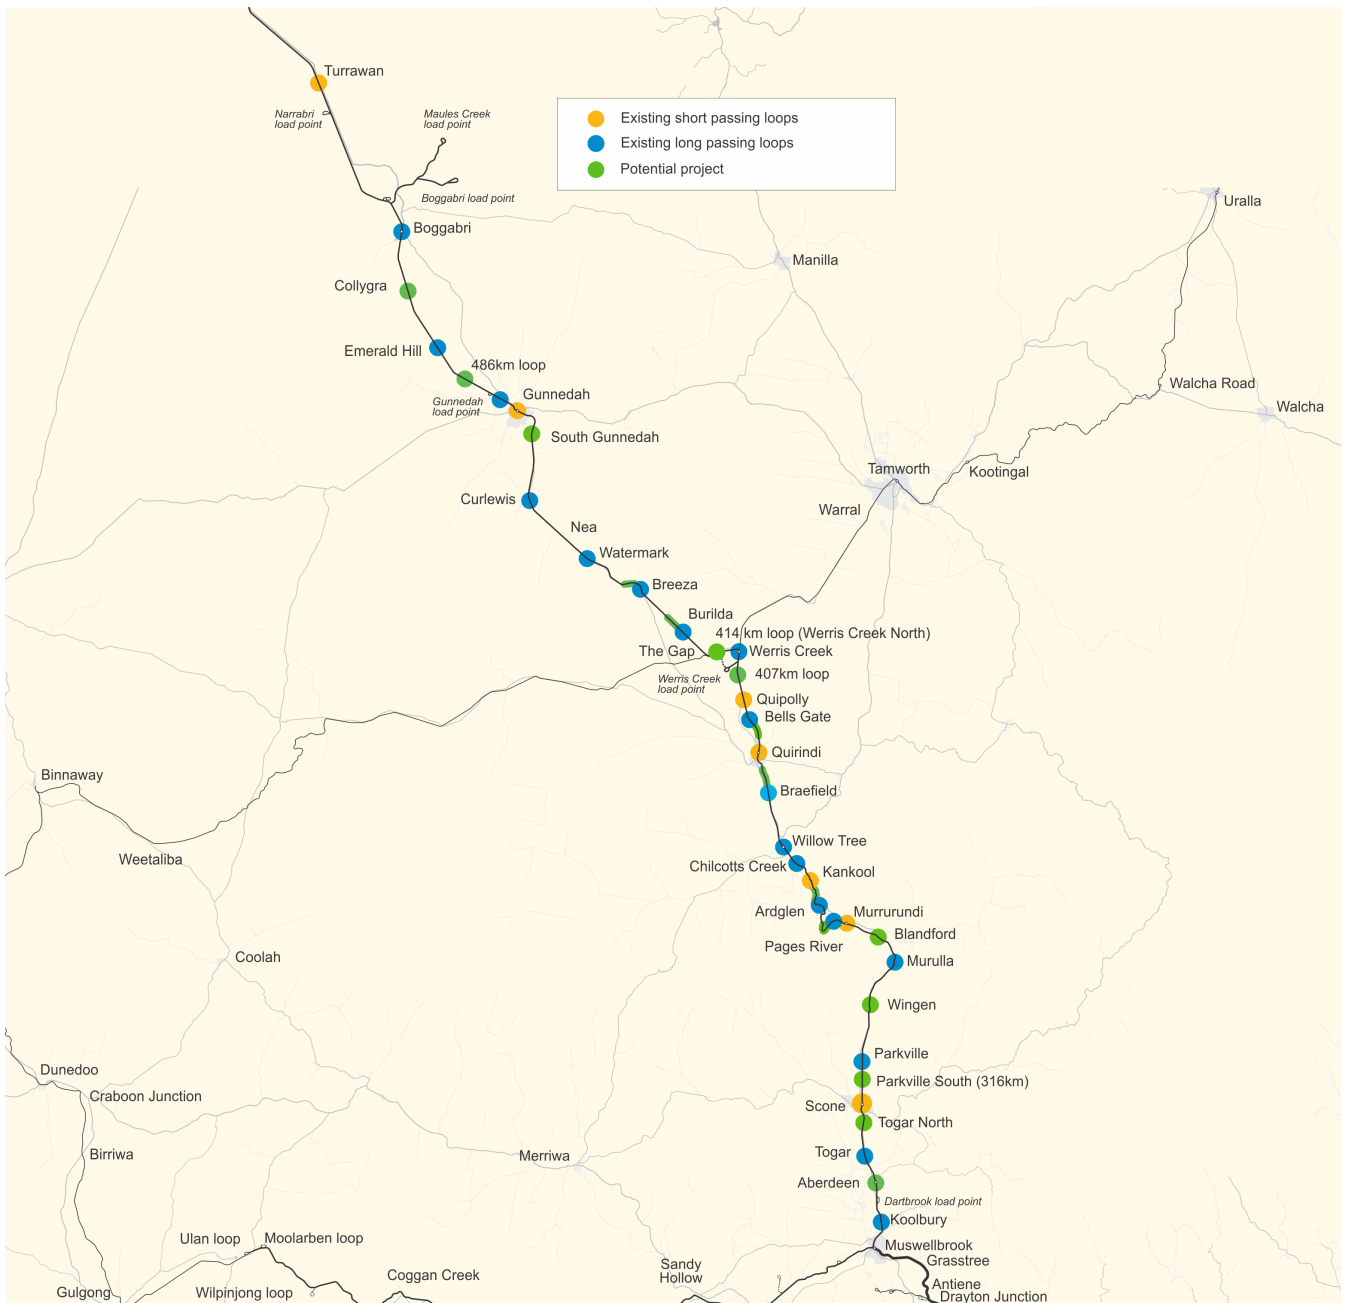 Turrawan
Narrabri
load point
Maules Creek
load point
Existing short passing loops
Existing long passing loops
Potential project
Boggabri load point
Uralla
Boggabri
Manilla
Collygra
Emerald Hill
486km loop
Walcha Road
Gunnedah
Gunnedah
load point
Walcha
South Gunnedah
Tamworth
Kootingal
Curlewis
Warral
Nea
Watermark
Breeza
Burilda
414 km loop (Werris Creek North)
The Gap
Werris Creek
Werris Creek
load point
407km loop
Quipolly
Bells Gate
Quirindi
Binnaway
Braefield
Willow Tree
Weetaliba
Chilcotts Creek
Kankool
Ardglen
Murrurundi
Blandford
Pages River
Coolah
Murulla
Wingen
Parkville
Dunedoo
Parkville South (316km)
Craboon Junction
Scone
Togar North
Birriwa
Togar
Merriwa
Aberdeen
Dartbrook load point
Koolbury
Ulan loop
Moolarben loop
Muswellbrook
Grasstree
Sandy
Hollow
Coggan Creek
Antiene
Gulgong
Wilpinjong loop
Drayton Junction